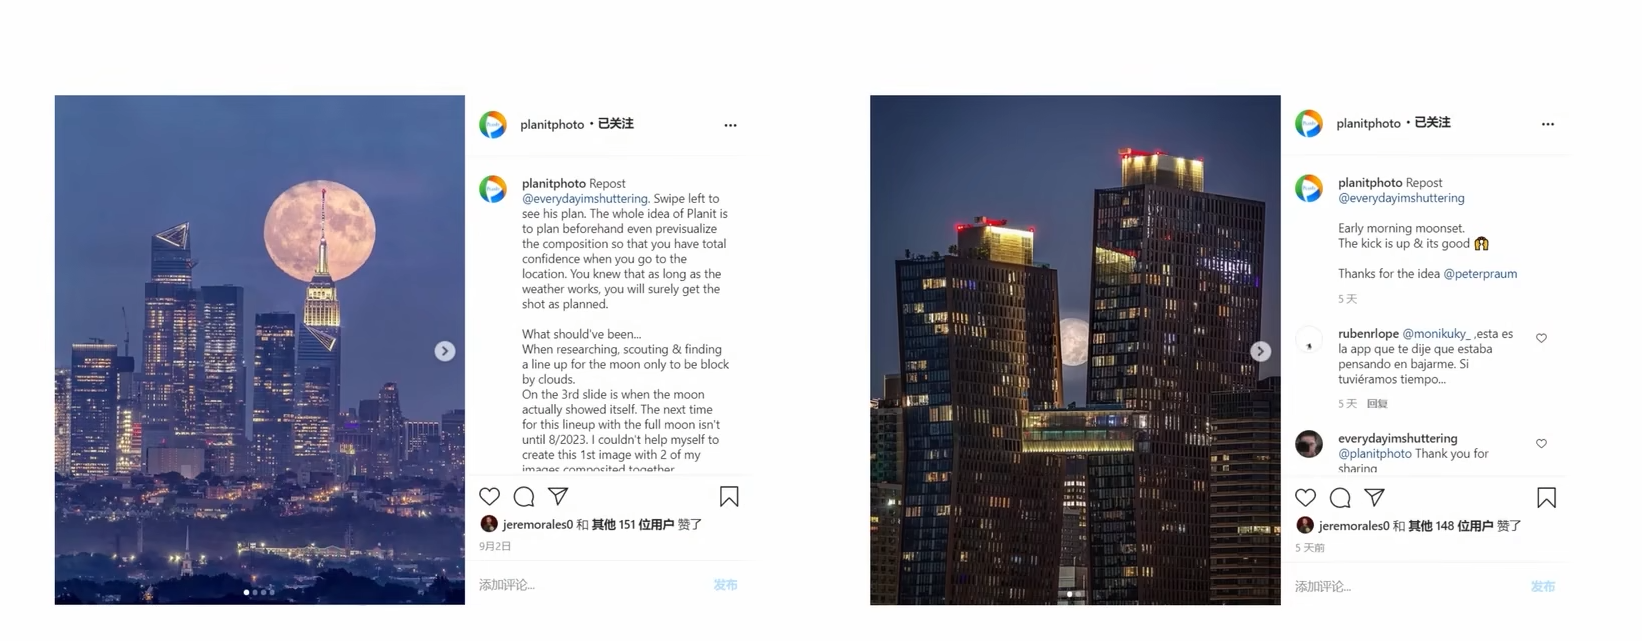 planitphoto • 已关注
planitphoto Repost
@everydayimshuttering. Swipe left to
see his plan. The whole idea of Planit is
to plan beforehand even previsualize
the composition so that you have total
confidence when you go to the
location. You knew that as long as the
weather works, you will surely get the
shot as planned.
What should've been...
When researching, scouting & finding
a line up for the moon only to be block
by clouds.
On the 3rd slide is when the moon
actually showed itself. The next time
for this lineup with the full moon isn't
until 8/2023. I couldn't help myself to
create this 1st image with 2 of my
images composited together
jeremorales0 和 其他 151 位用户 赞了
9月2日
添加评论...
发布
planitphoto • 已关注
planitphoto Repost
@everydayimshuttering
Early morning moonset.
The kick is up & its good 🙆
Thanks for the idea @peterpraum
5 天
rubenrlope @monikuky_ ,esta es
la app que te dije que estaba
pensando en bajarme. Si
tuviéramos tiempo...
5 天 回复
everydayimshuttering
@planitphoto Thank you for
sharing
jeremorales0 和 其他 148 位用户 赞了
5 天前
添加评论...
发布